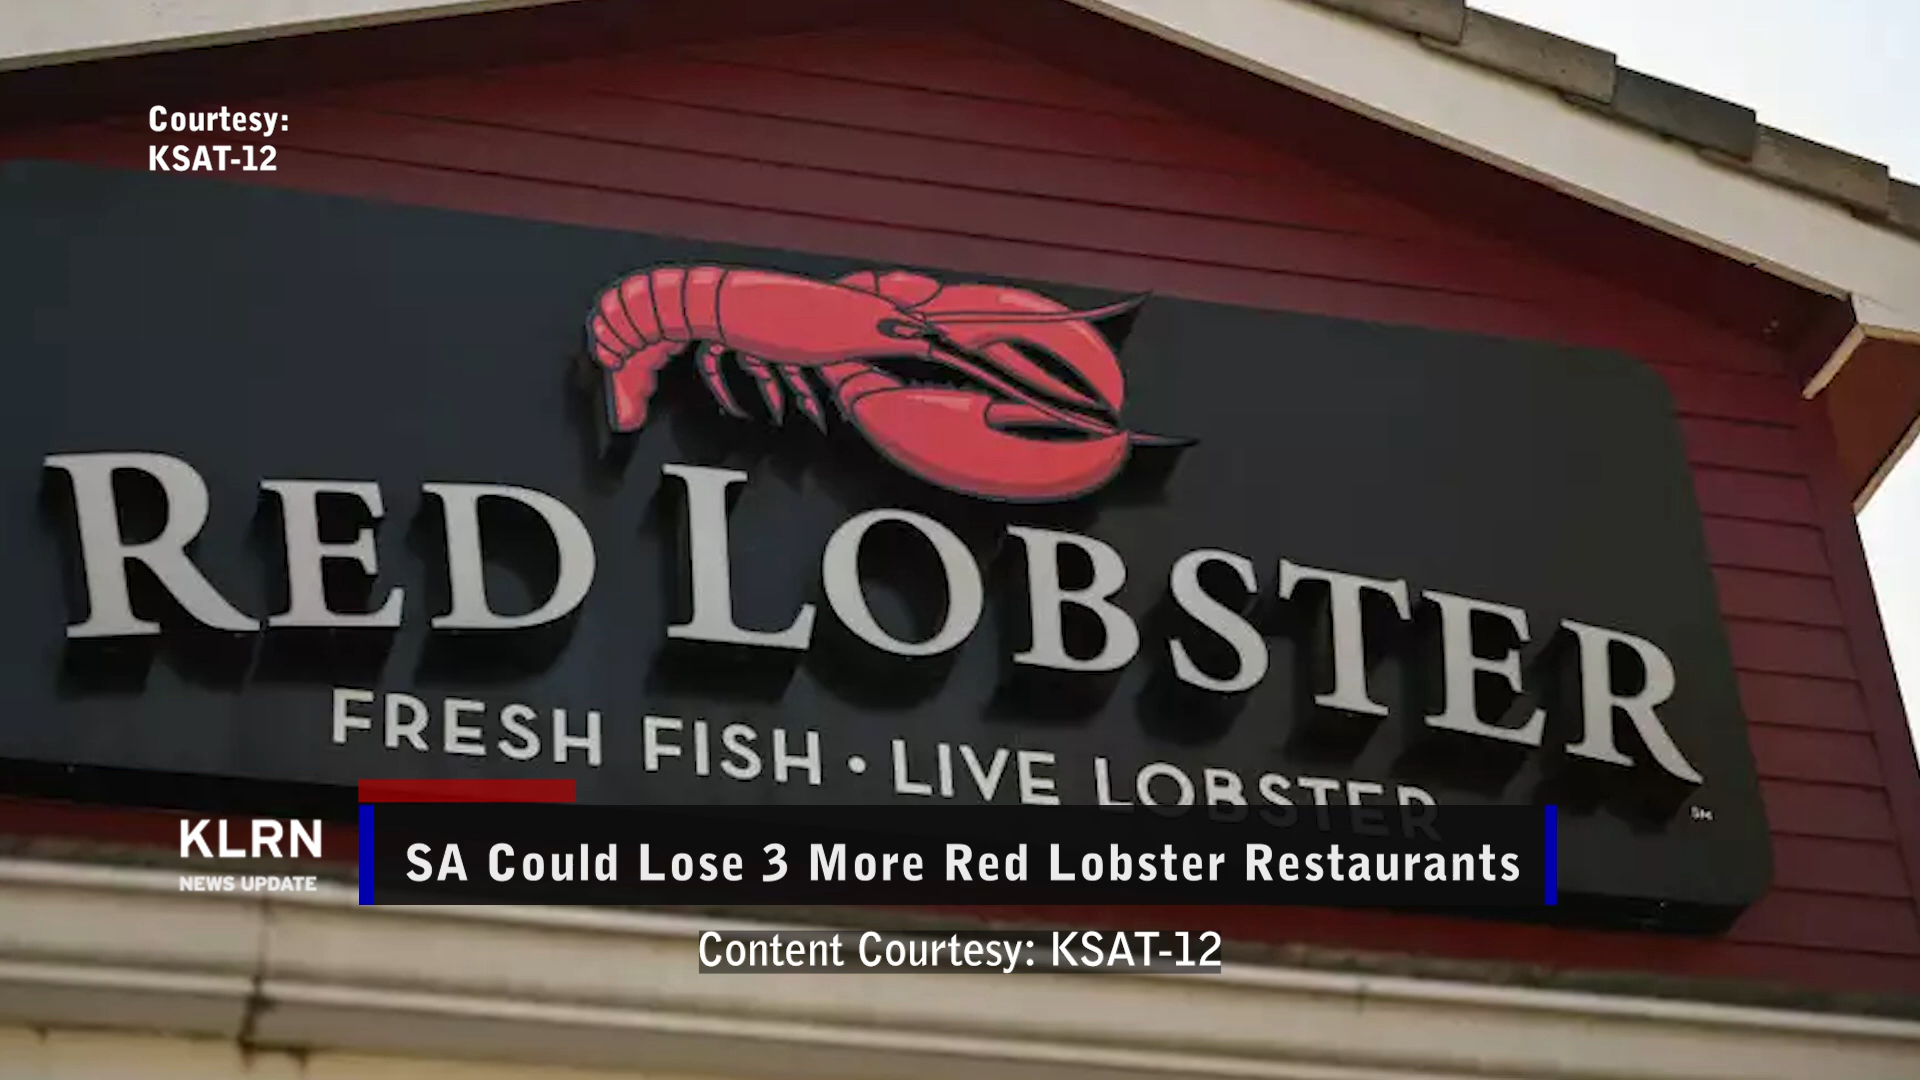 Courtesy:
KSAT-12
RED LOBSTER
SM
FRESH FISH • LIVE LOBSTER
KLRN
NEWS UPDATE
SA Could Lose 3 More Red Lobster Restaurants
Content Courtesy: KSAT-12